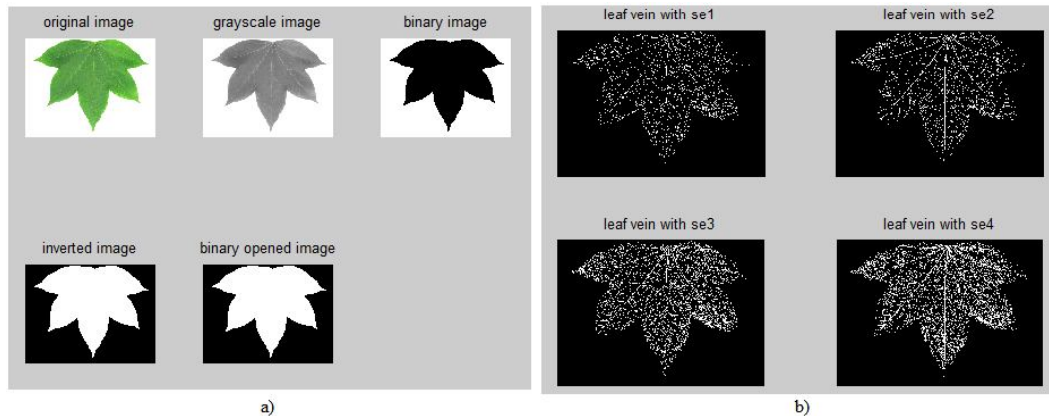 original image
grayscale image
binary image
inverted image
binary opened image
a)
leaf vein with se1
leaf vein with se2
leaf vein with se3
leaf vein with se4
b)